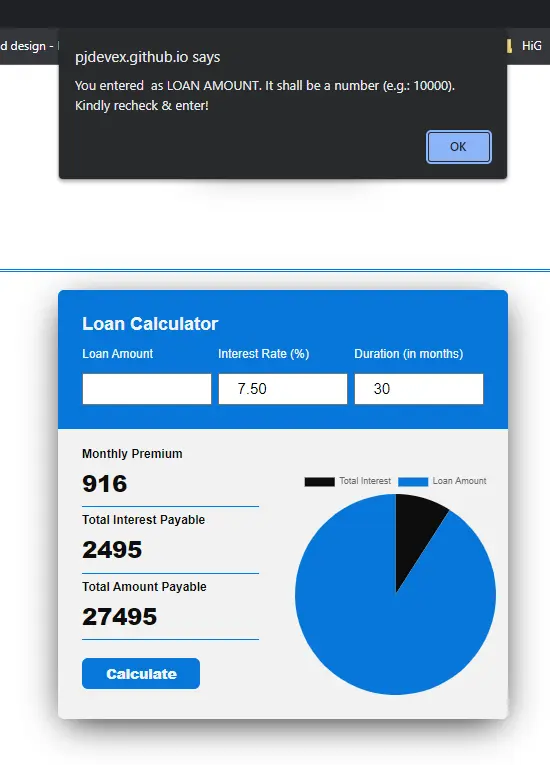 d design -
HiG
pjdevex.github.io says
You entered  as LOAN AMOUNT. It shall be a number (e.g.: 10000).
Kindly recheck & enter!
OK
Loan Calculator
Loan Amount Interest Rate (%) Duration (in months)
7.50 30
Monthly Premium
916
Total Interest Loan Amount
Total Interest Payable
2495
Total Amount Payable
27495
Calculate